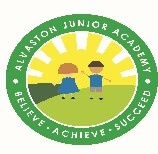 • ALVASTON JUNIOR ACADEMY •
BELIEVE • ACHIEVE • SUCCEED